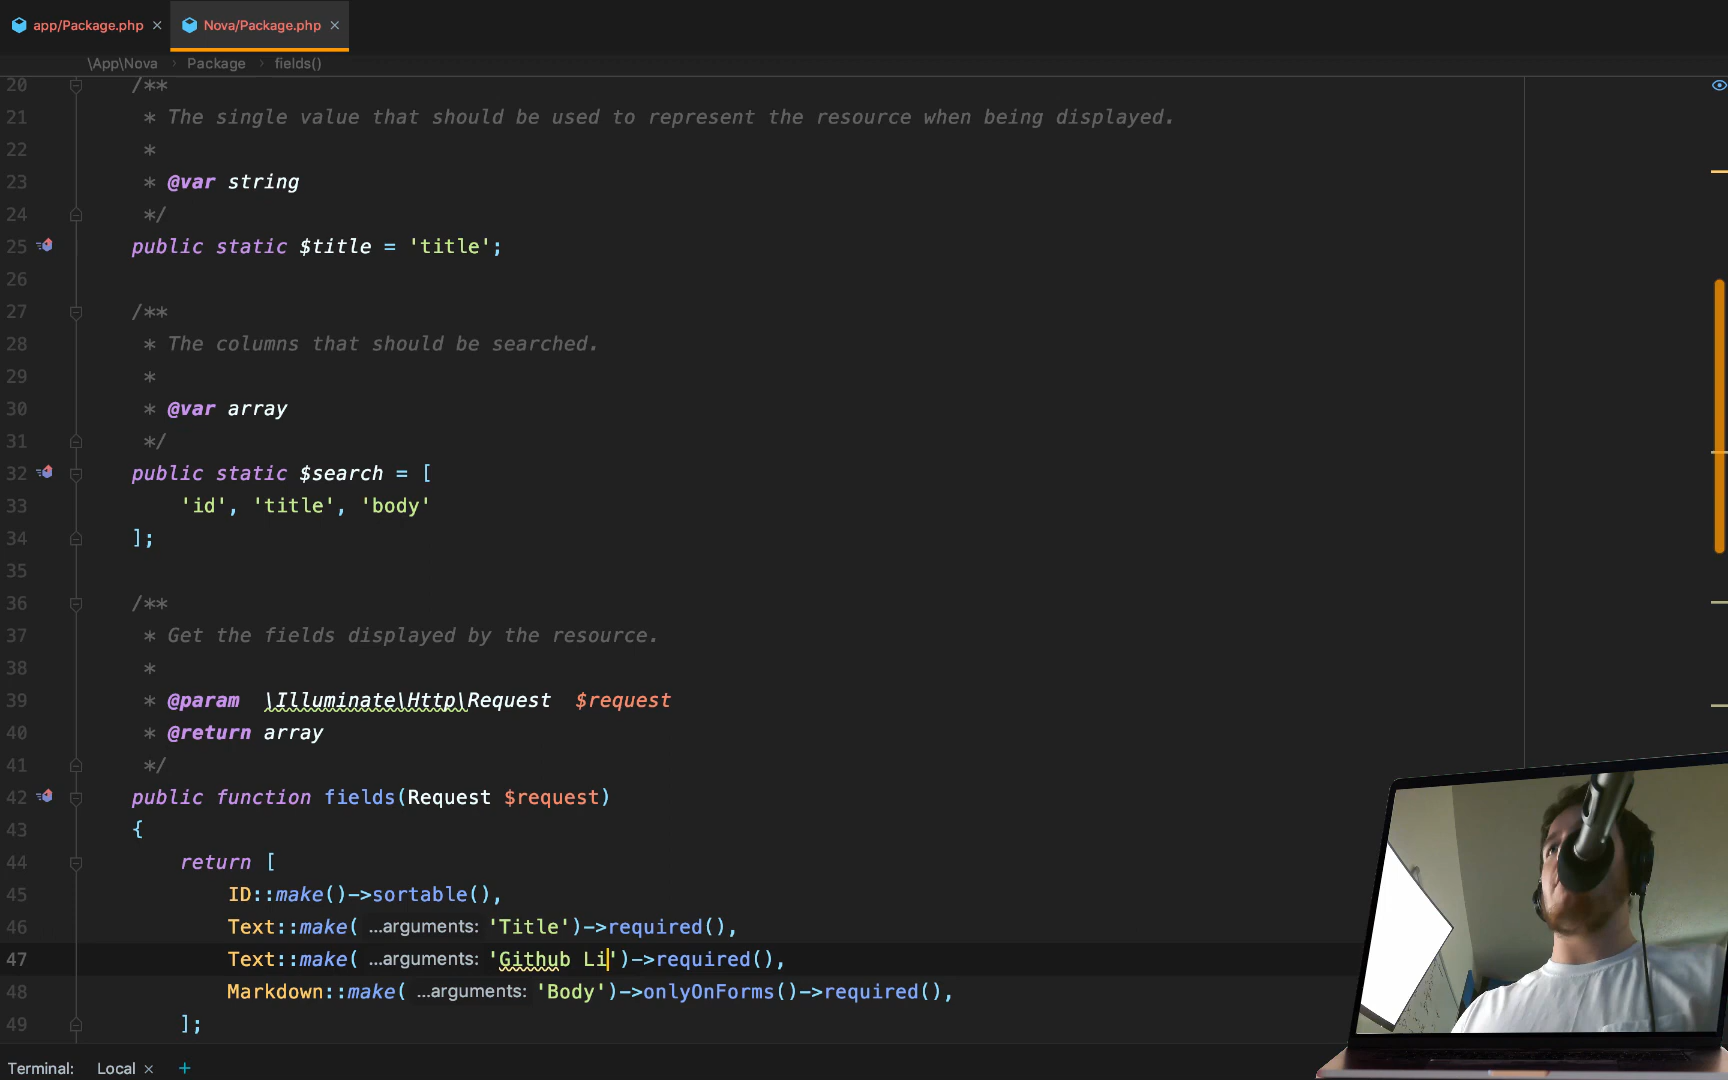 app/Package.php × Nova/Package.php ×
\App\Nova › Package › fields()
20 /**
21 * The single value that should be used to represent the resource when being displayed.
22 *
23 * @var string
24 */
25 public static $title = 'title';
26
27 /**
28 * The columns that should be searched.
29 *
30 * @var array
31 */
32 public static $search = [
33 'id', 'title', 'body'
34 ];
35
36 /**
37 * Get the fields displayed by the resource.
38 *
39 * @param \Illuminate\Http\Request $request
40 * @return array
41 */
42 public function fields(Request $request)
43 {
44 return [
45 ID::make()->sortable(),
46 Text::make( ...arguments: 'Title')->required(),
47 Text::make( ...arguments: 'Github Li')->required(),
48 Markdown::make( ...arguments: 'Body')->onlyOnForms()->required(),
49 ];
Terminal: Local × +